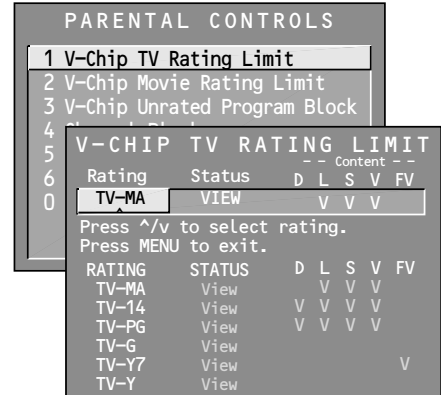 PARENTAL CONTROLS
1 V-Chip TV Rating Limit
2 V-Chip Movie Rating Limit
3 V-Chip Unrated Program Block
4
5
6
0
V-CHIP TV RATING LIMIT
- - Content - -
Rating Status D L S V FV
TV-MA VIEW V V V
Press ^/v to select rating.
Press MENU to exit.
RATING STATUS D L S V FV
TV-MA View V V V
TV-14 View V V V V
TV-PG View V V V V
TV-G View
TV-Y7 View V
TV-Y View